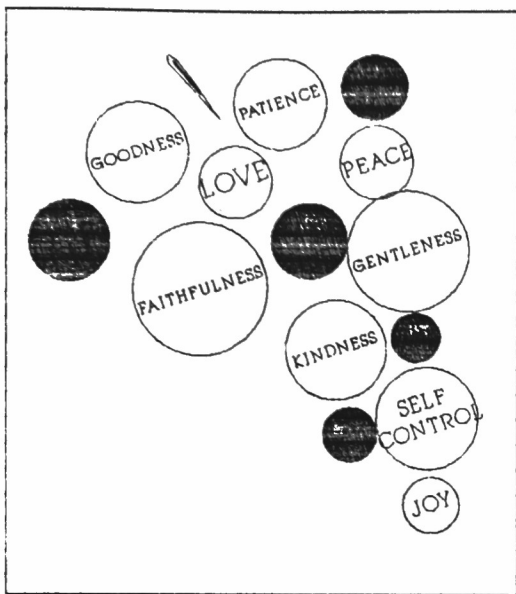 PATIENCE
GOODNESS
LOVE
PEACE
GENTLENESS
FAITHFULNESS
KINDNESS
SELF
CONTROL
JOY